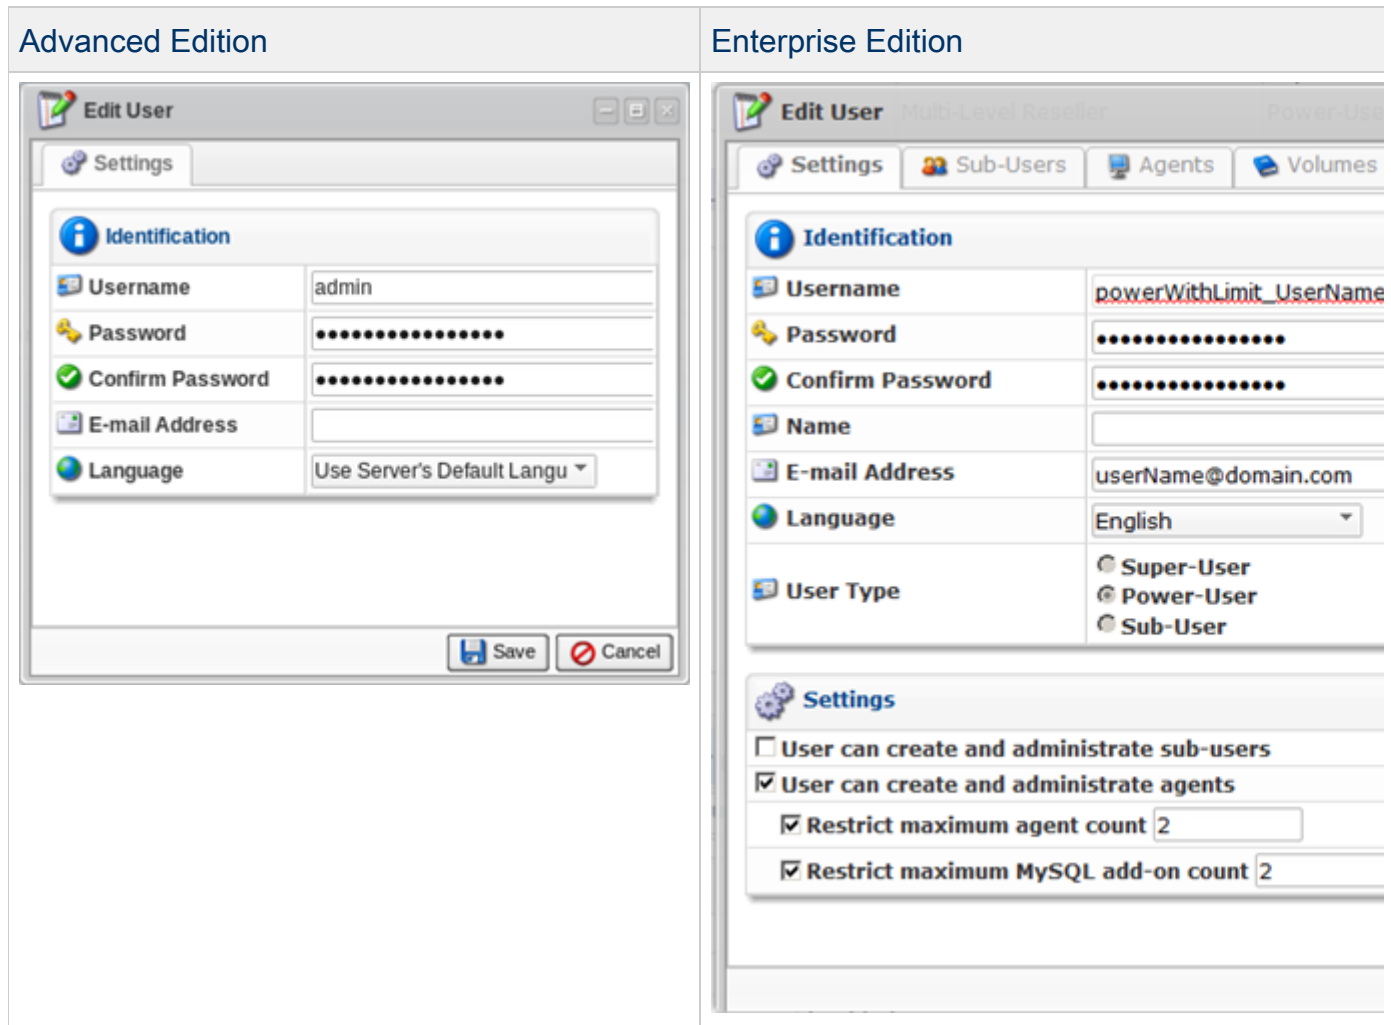 Advanced Edition
Enterprise Edition
Edit User
Settings
Identification
Username admin
Password ••••••••••••••••
Confirm Password ••••••••••••••••
E-mail Address
Language Use Server's Default Langu
Save Cancel
Edit User Multi-Level Reseller Power-Use
Settings Sub-Users Agents Volumes
Identification
Username powerWithLimit_UserName
Password ••••••••••••••••
Confirm Password ••••••••••••••••
Name
E-mail Address userName@domain.com
Language English
User Type
Super-User
Power-User
Sub-User
Settings
User can create and administrate sub-users
User can create and administrate agents
Restrict maximum agent count 2
Restrict maximum MySQL add-on count 2